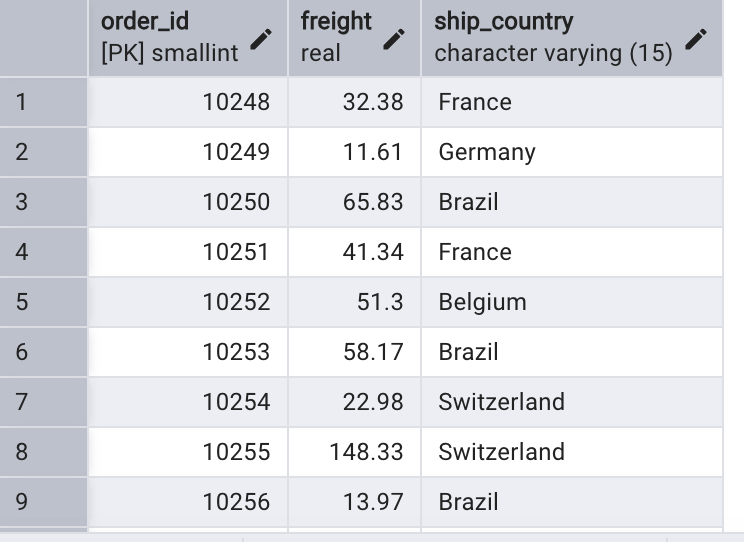 order_id freight ship_country
[PK] smallint real character varying (15)
1 10248 32.38 France
2 10249 11.61 Germany
3 10250 65.83 Brazil
4 10251 41.34 France
5 10252 51.3 Belgium
6 10253 58.17 Brazil
7 10254 22.98 Switzerland
8 10255 148.33 Switzerland
9 10256 13.97 Brazil